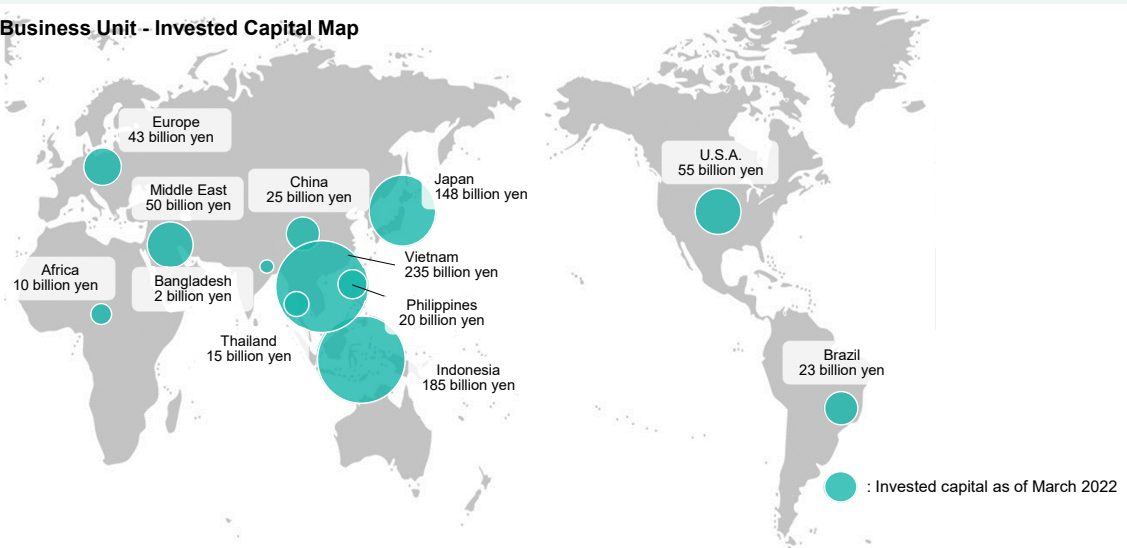 Business Unit - Invested Capital Map
Europe
43 billion yen
Middle East
50 billion yen
China
25 billion yen
Japan
148 billion yen
U.S.A.
55 billion yen
Africa
10 billion yen
Bangladesh
2 billion yen
Vietnam
235 billion yen
Philippines
20 billion yen
Thailand
15 billion yen
Indonesia
185 billion yen
Brazil
23 billion yen
: Invested capital as of March 2022